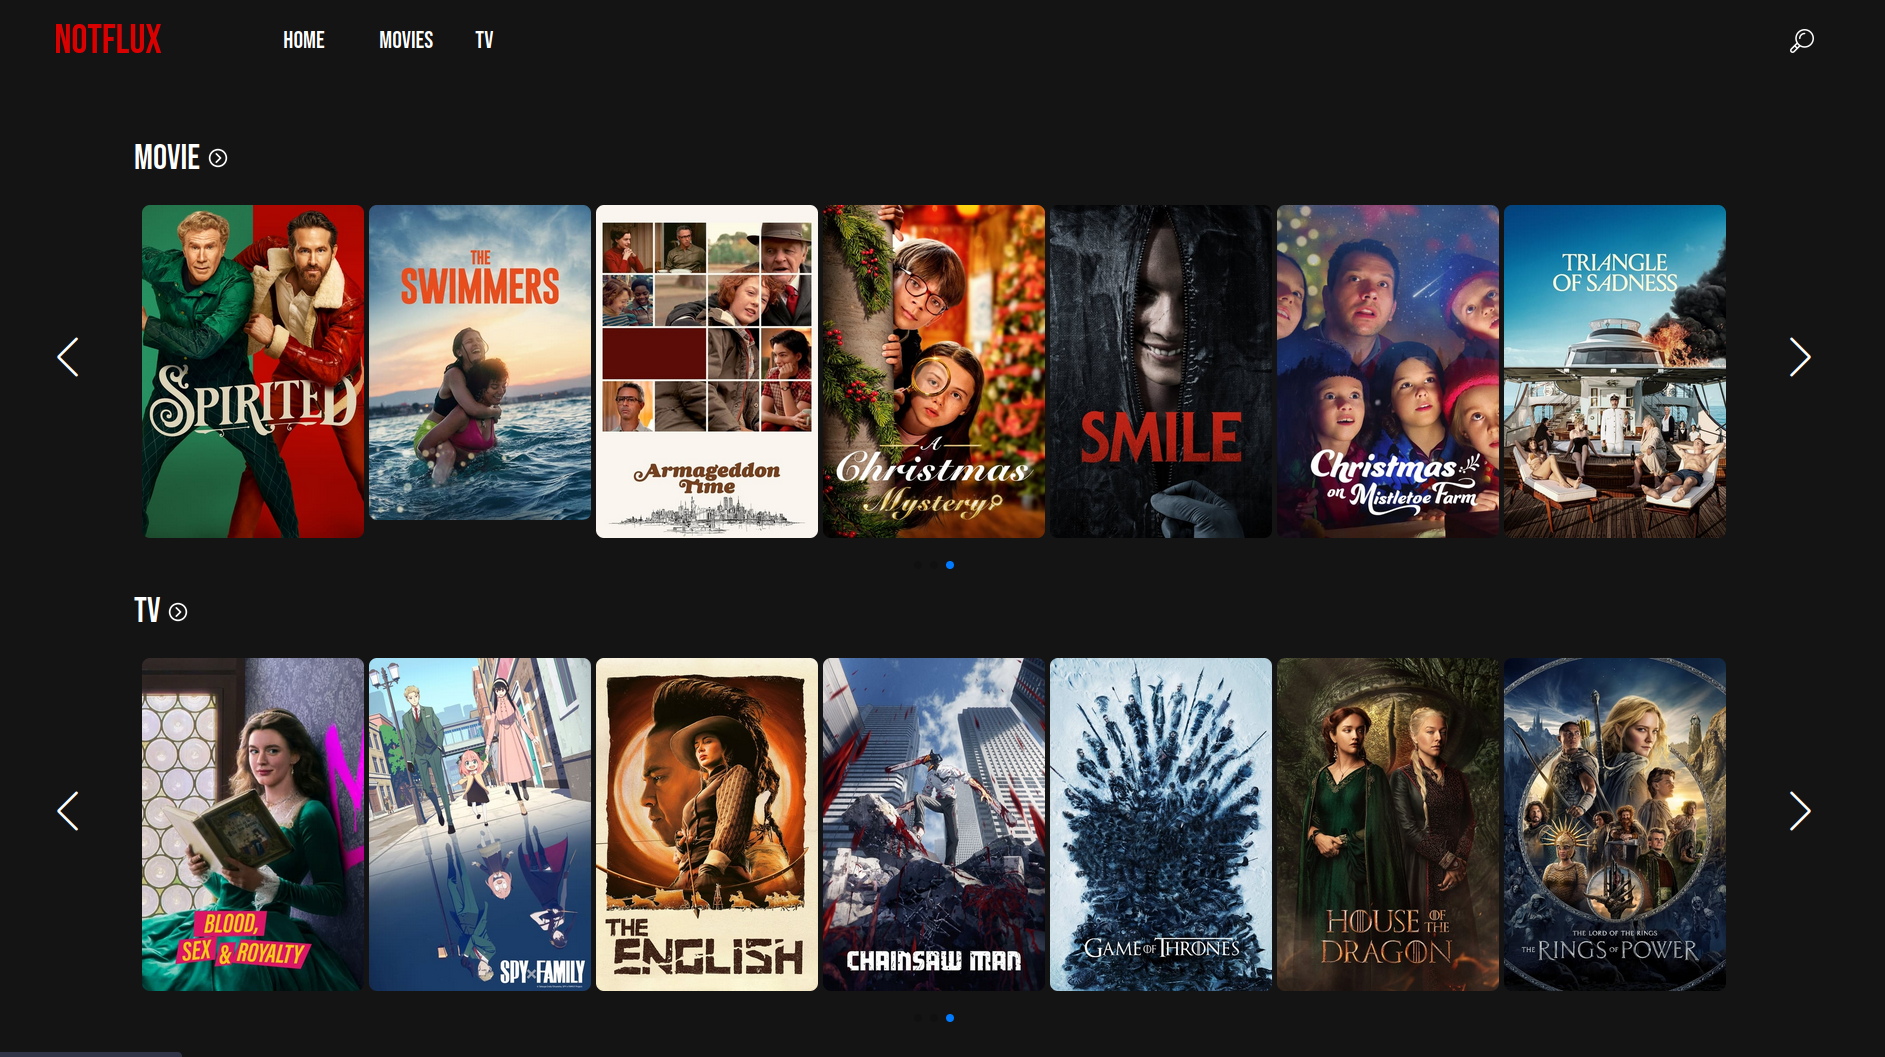 NOTFLUX
HOME
MOVIES
TV
MOVIE
SPIRITED
THE
SWIMMERS
Armageddon
Time
A
Christmas
Mystery?
SMILE
Christmas
on Mistletoe Farm
TRIANGLE
OF SADNESS
TV
BLOOD,
SEX & ROYALTY
SPY×FAMILY
THE
ENGLISH
CHAINSAW MAN
GAME OF THRONES
HOUSE OF THE
DRAGON
THE LORD OF THE RINGS
THE RINGS OF POWER